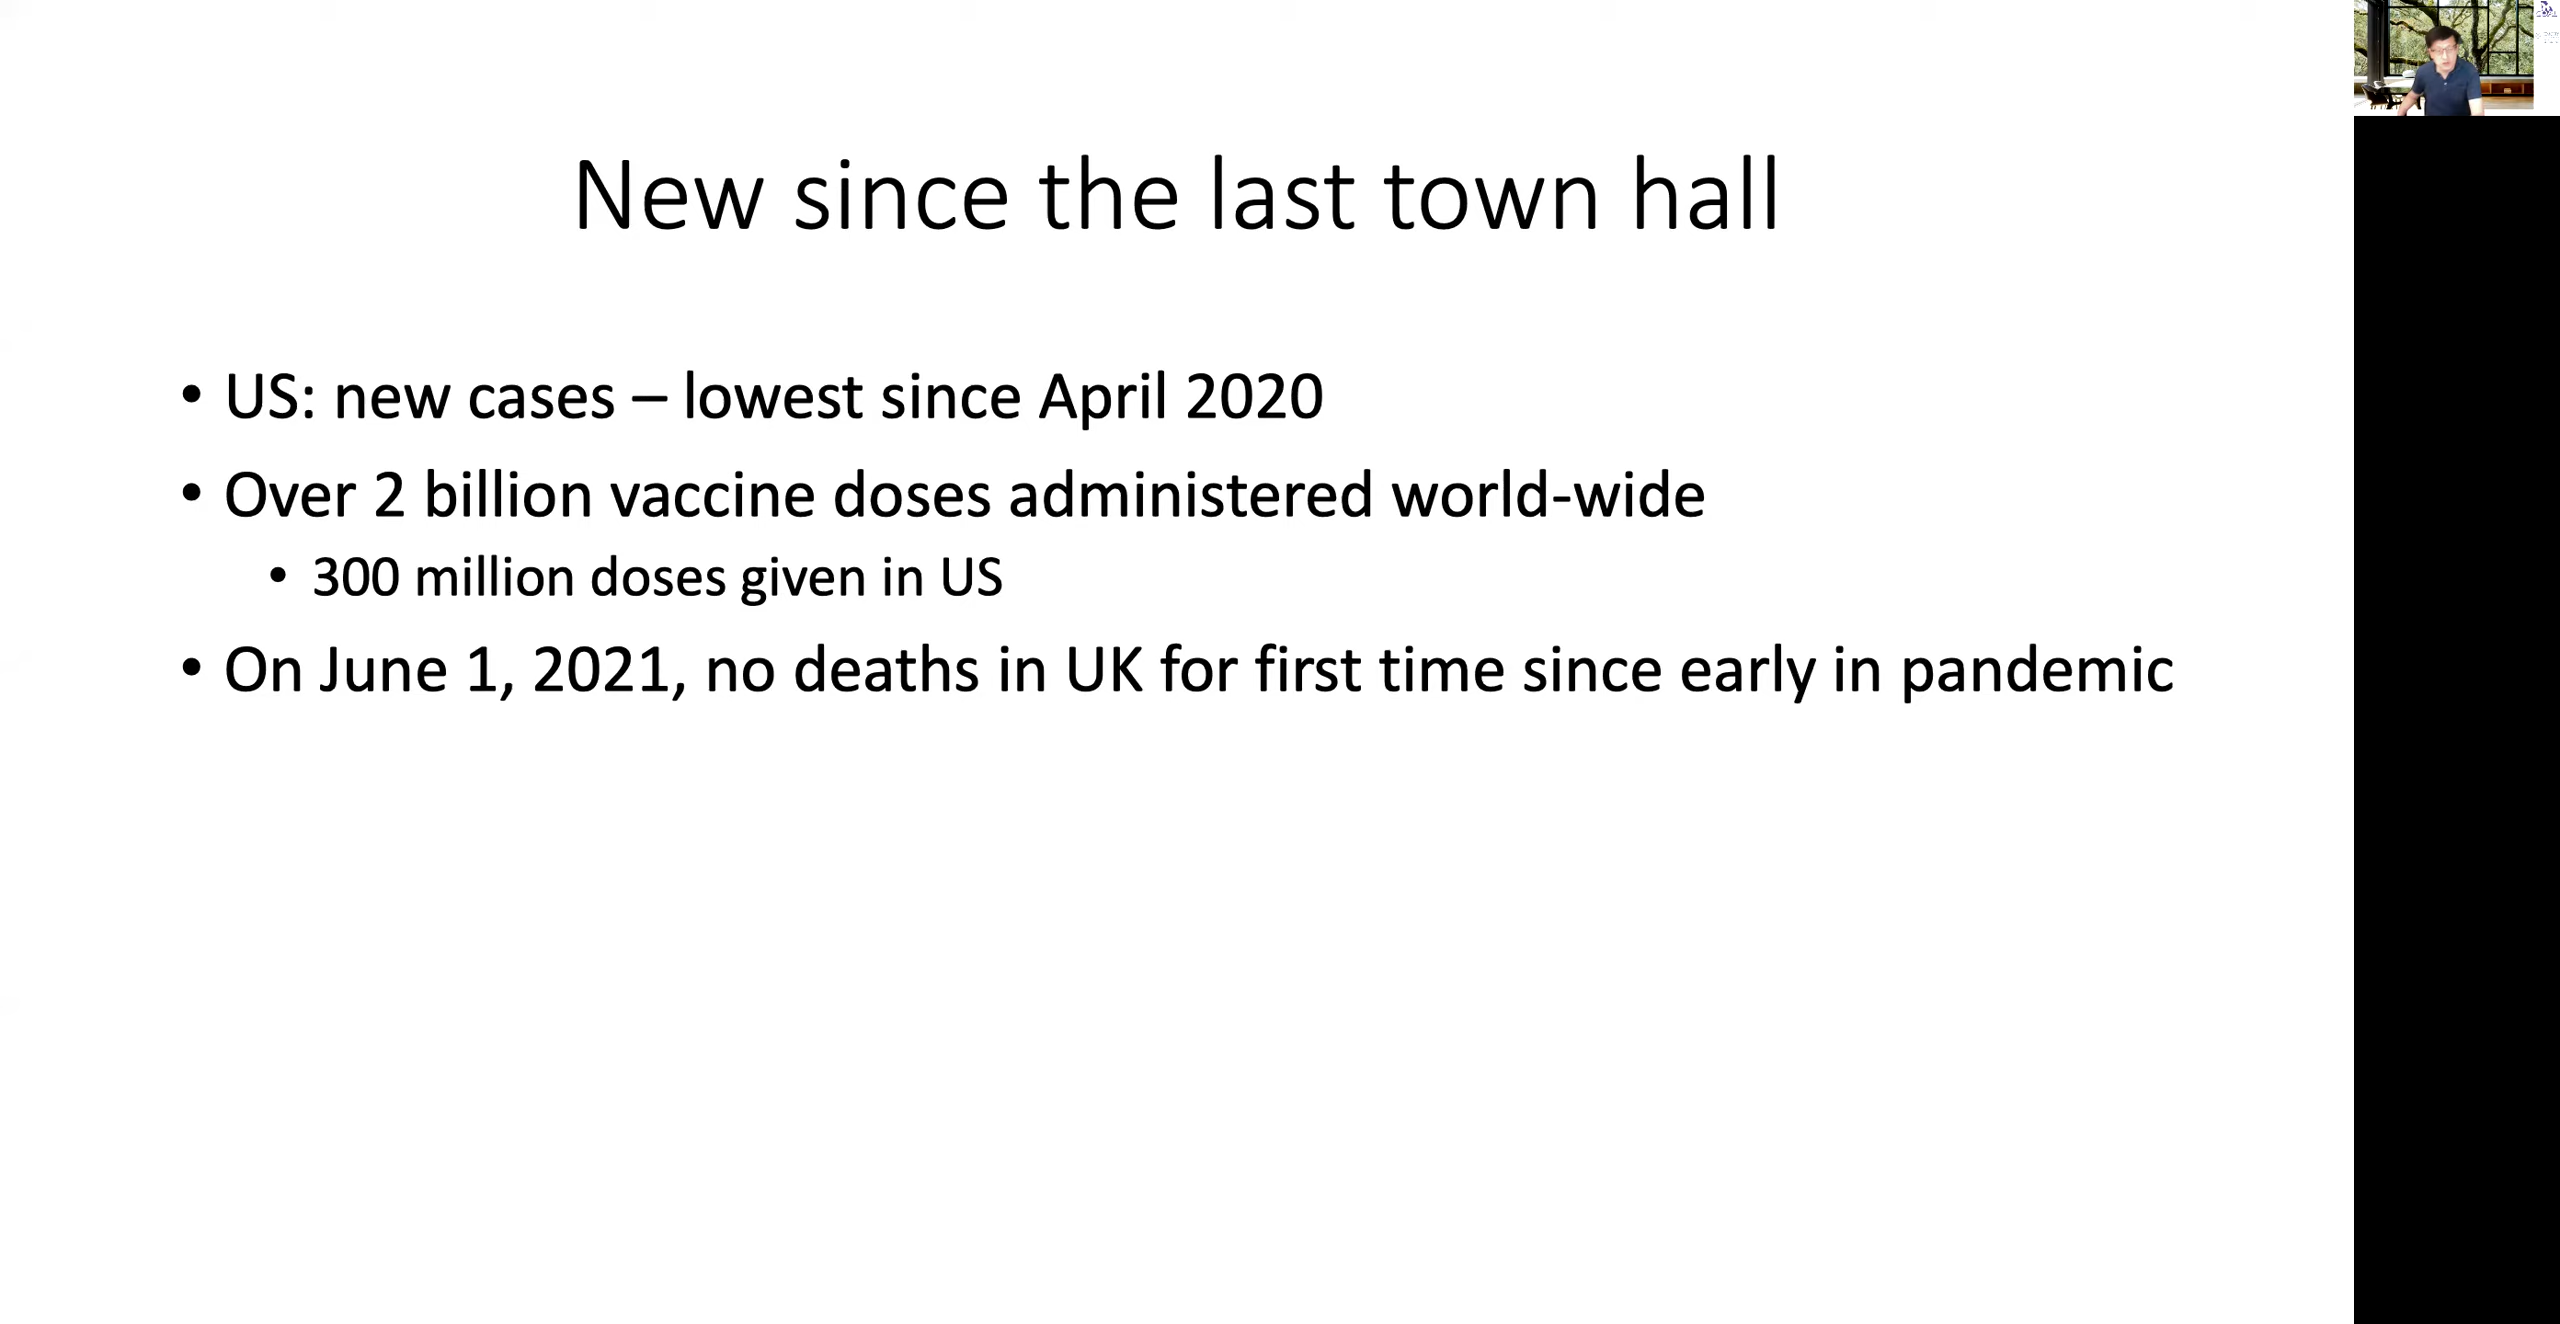 New since the last town hall
• US: new cases – lowest since April 2020
• Over 2 billion vaccine doses administered world-wide
• 300 million doses given in US
• On June 1, 2021, no deaths in UK for first time since early in pandemic